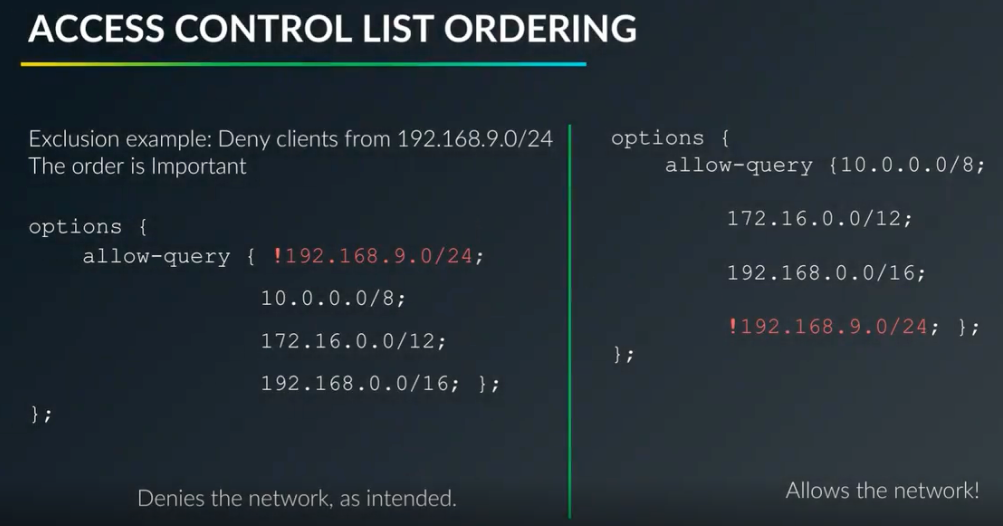 ACCESS CONTROL LIST ORDERING
Exclusion example: Deny clients from 192.168.9.0/24
The order is Important
options {
allow-query { !192.168.9.0/24;
10.0.0.0/8;
172.16.0.0/12;
192.168.0.0/16; };
};
Denies the network, as intended.
options {
allow-query {10.0.0.0/8;
172.16.0.0/12;
192.168.0.0/16;
!192.168.9.0/24; };
};
Allows the network!